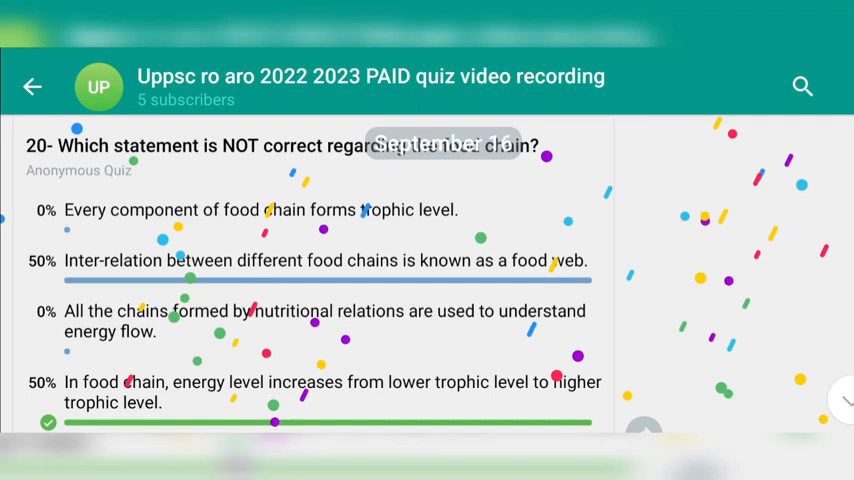 UP
Uppsc ro aro 2022 2023 PAID quiz video recording
5 subscribers
September 16
20- Which statement is NOT correct regarding the food chain?
Anonymous Quiz
0% Every component of food chain forms trophic level.
50% Inter-relation between different food chains is known as a food web.
0% All the chains formed by nutritional relations are used to understand
energy flow.
50% In food chain, energy level increases from lower trophic level to higher
trophic level.